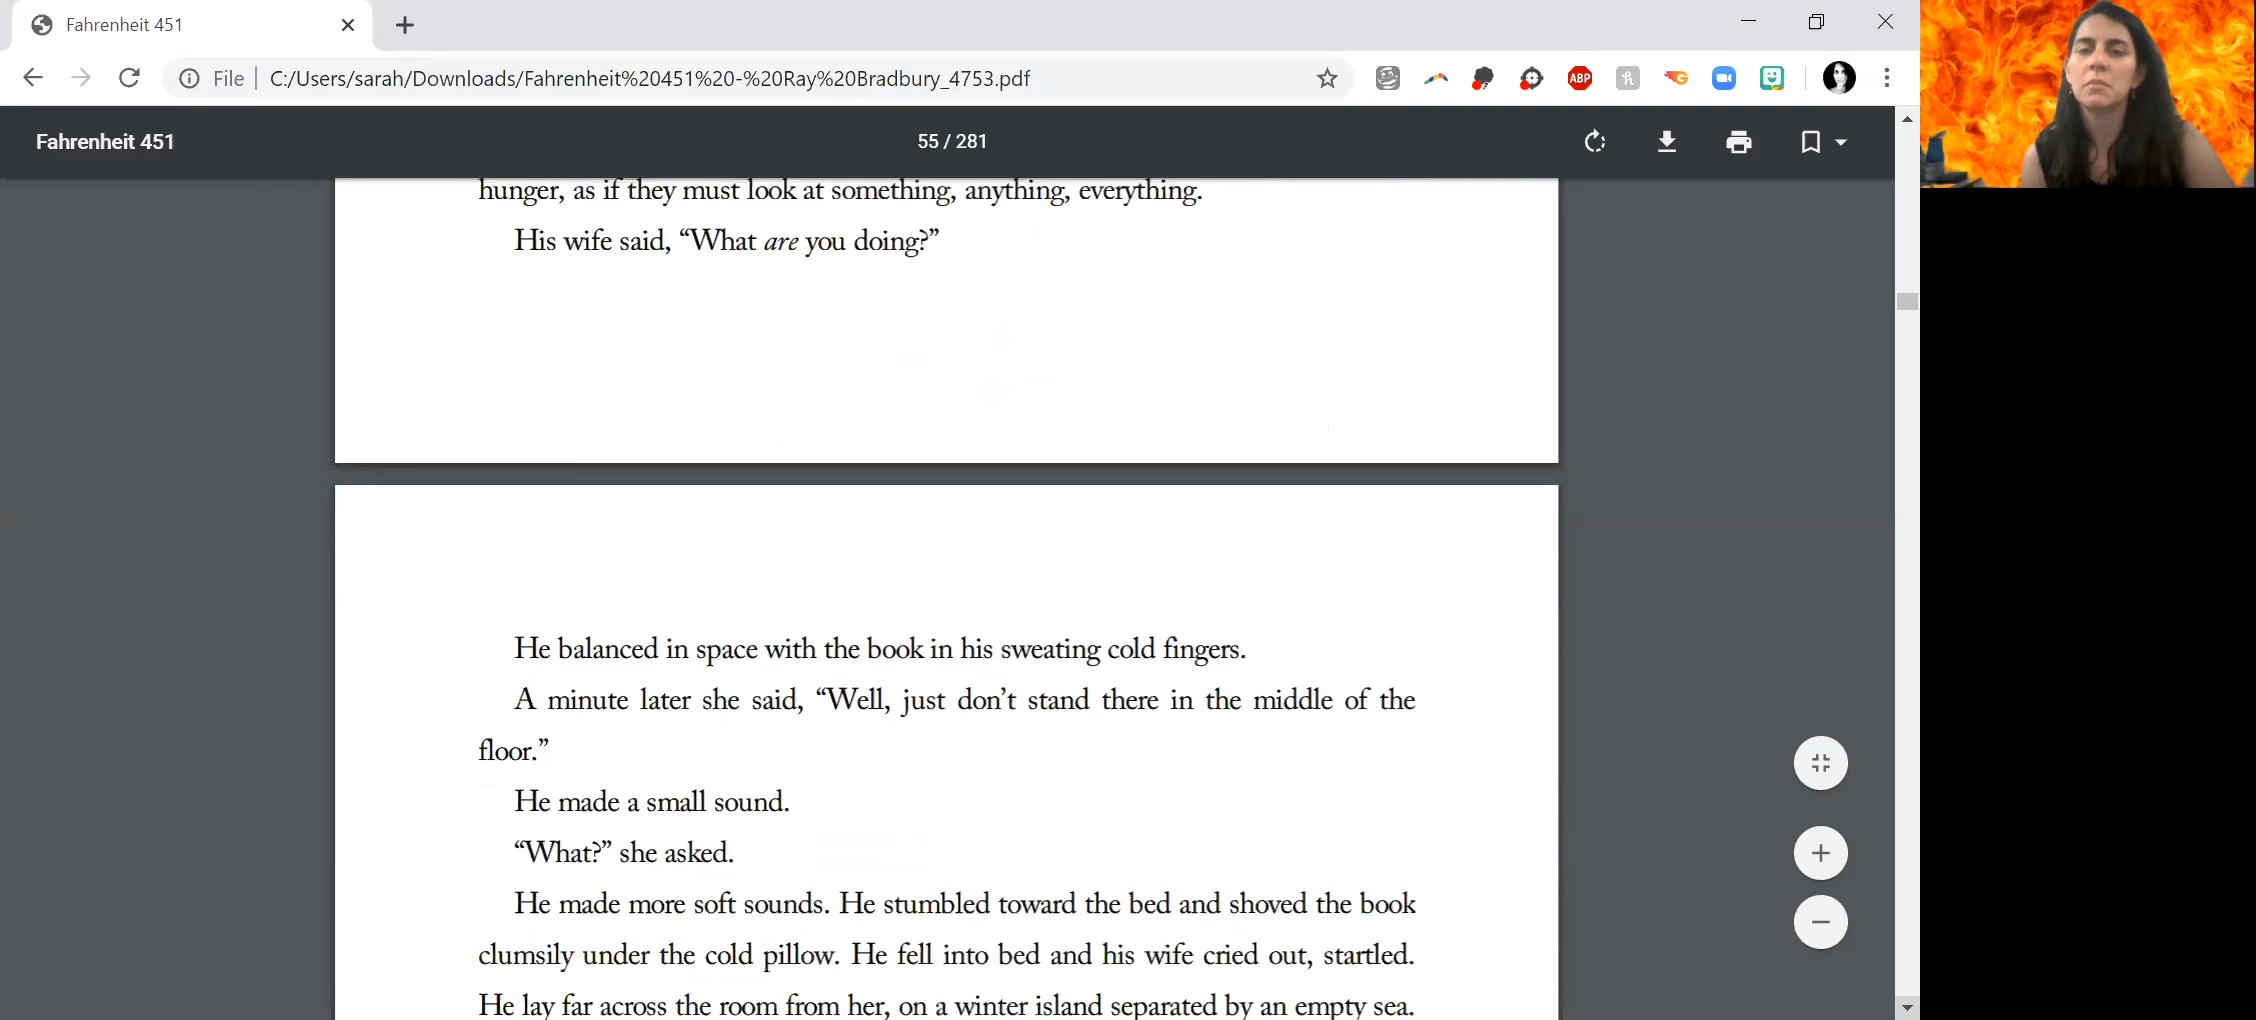 Fahrenheit 451
File
C:/Users/sarah/Downloads/Fahrenheit%20451%20-%20Ray%20Bradbury_4753.pdf
ABP
Fahrenheit 451
55 / 281
hunger, as if they must look at something, anything, everything.
His wife said, “What are you doing?”
He balanced in space with the book in his sweating cold fingers.
A minute later she said, “Well, just don’t stand there in the middle of the
floor.”
He made a small sound.
“What?” she asked.
He made more soft sounds. He stumbled toward the bed and shoved the book
clumsily under the cold pillow. He fell into bed and his wife cried out, startled.
He lay far across the room from her, on a winter island separated by an empty sea.